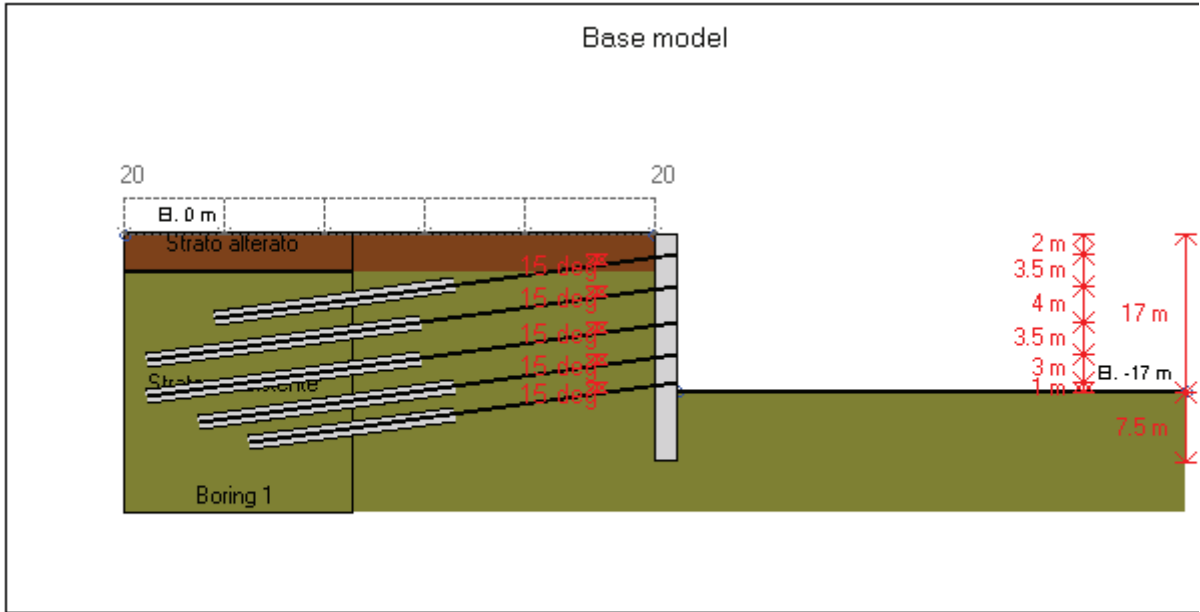 Base model
20
20
El. 0 m
Strato alterato
2 m
3.5 m
4 m
17 m
3.5 m
3 m
1 m
El. -17 m
7.5 m
15 deg
15 deg
15 deg
15 deg
15 deg
Boring 1